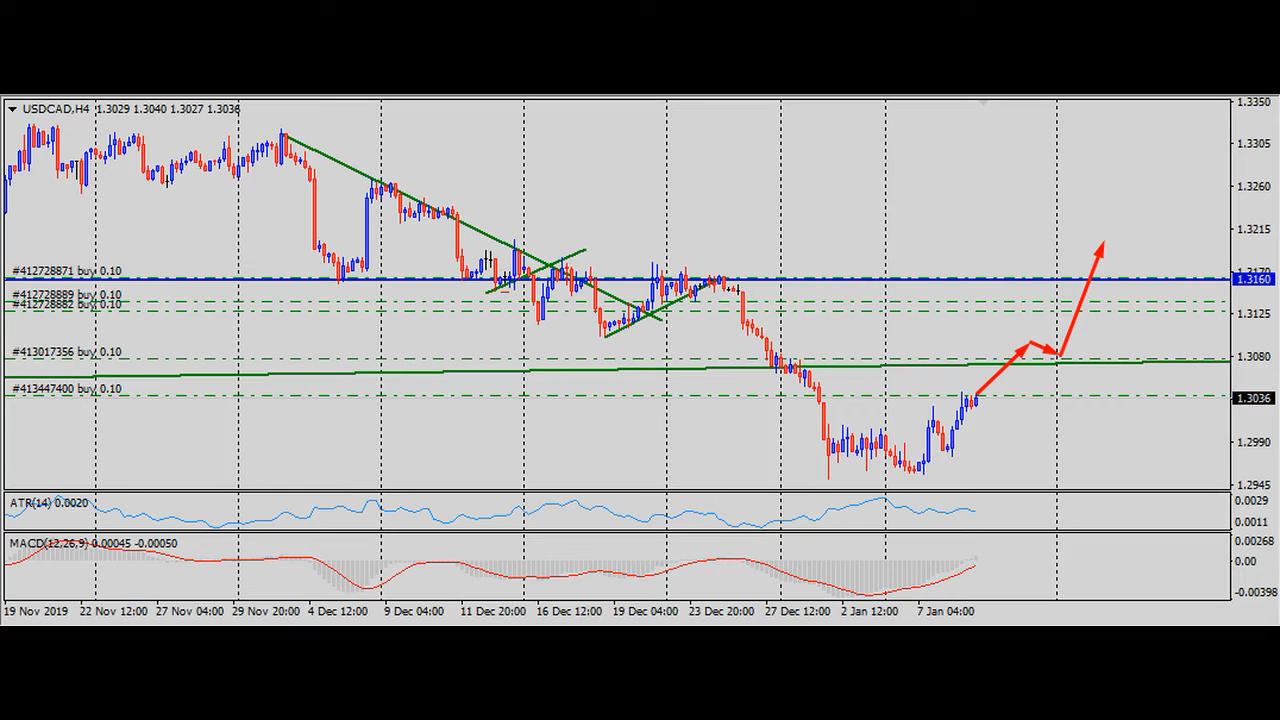 USDCAD,H4 1.3029 1.3040 1.3027 1.3036
1.3350
1.3305
1.3260
1.3215
#412728871 buy 0.10
1.3170
1.3160
#412728889 buy 0.10
#412728882 buy 0.10
1.3125
#413017356 buy 0.10
1.3080
#413447400 buy 0.10
1.3036
1.2990
1.2945
ATR(14) 0.0020
0.0029
0.0011
MACD(12,26,9) 0.00045 -0.00050
0.00268
0.00
-0.00398
19 Nov 2019 22 Nov 12:00 27 Nov 04:00 29 Nov 20:00 4 Dec 12:00 9 Dec 04:00 11 Dec 20:00 16 Dec 12:00 19 Dec 04:00 23 Dec 20:00 27 Dec 12:00 2 Jan 12:00 7 Jan 04:00